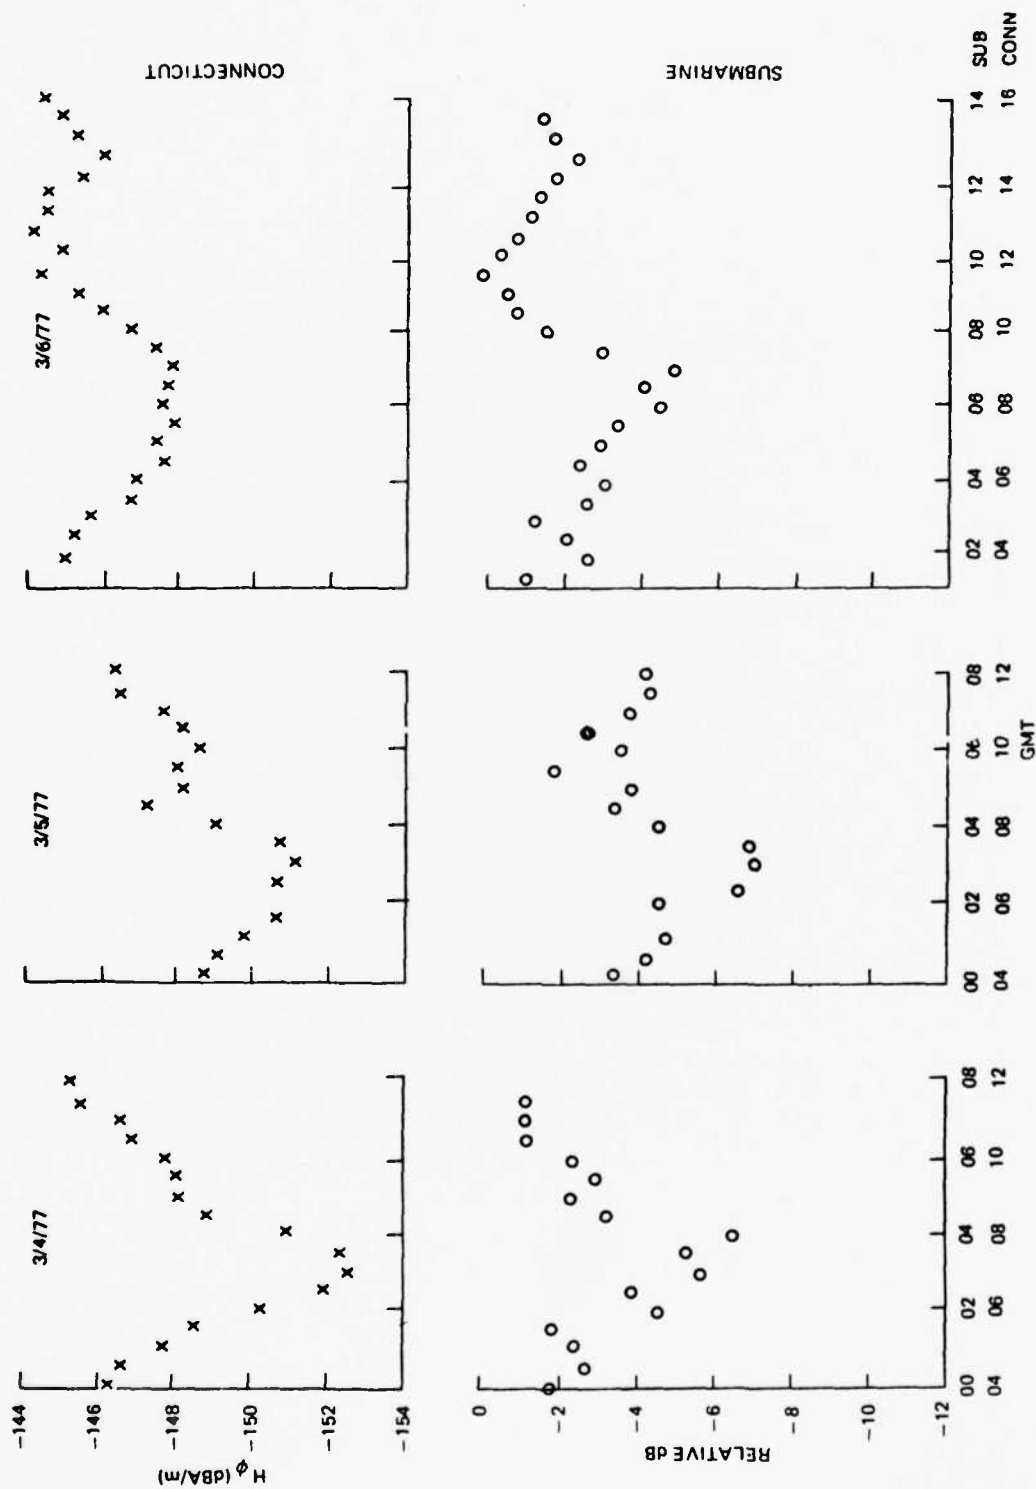 3/4/77
3/5/77
3/6/77
CONNECTICUT
H ϕ (dBA/m)
−144
−146
−148
−150
−152
−154
SUBMARINE
RELATIVE dB
0
−2
−4
−6
−8
−10
−12
00 02 04 06 08
04 06 08 10 12
00 02 04 06 08
04 06 08 10 12
02 04 06 08 10 12 14 SUB
04 06 08 10 12 14 16 CONN
GMT